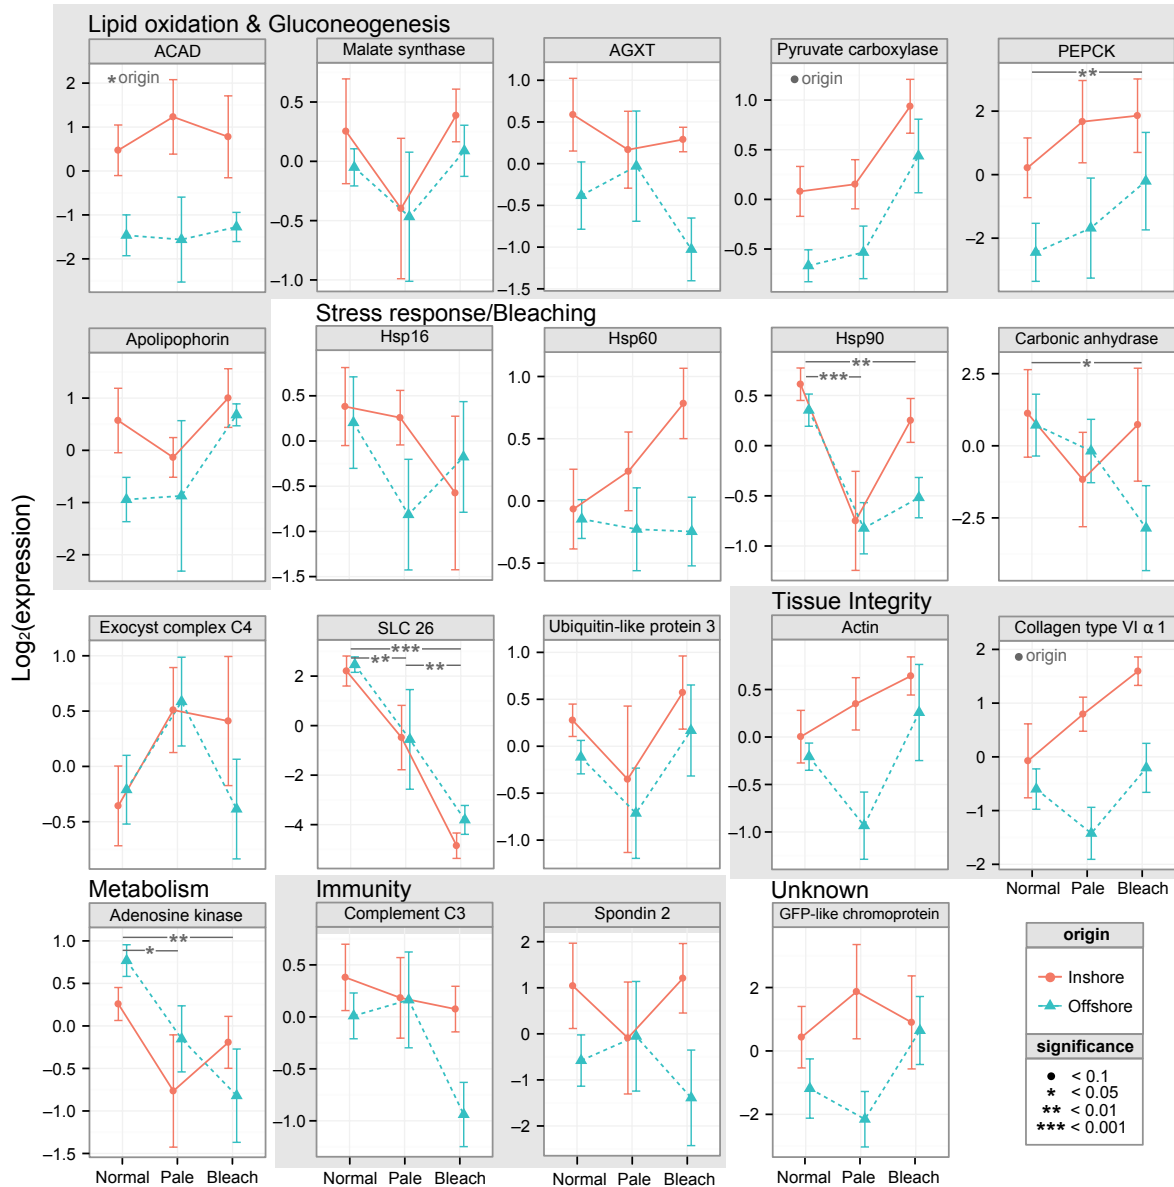 Lipid oxidation & Gluconeogenesis
ACAD
Malate synthase
AGXT
Pyruvate carboxylase
PEPCK
* origin
● origin
**
2
1
0
−1
−2
0.5
0.0
−0.5
−1.0
1.0
0.5
0.0
−0.5
−1.0
−1.5
1.0
0.5
0.0
−0.5
4
2
0
−2
Stress response/Bleaching
Apolipophorin
Hsp16
Hsp60
Hsp90
Carbonic anhydrase
**
***
*
1
0
−1
−2
0.5
0.0
−0.5
−1.0
−1.5
1.0
0.5
0.0
−0.5
1.0
0.5
0.0
−0.5
−1.0
2.5
0.0
−2.5
Log2(expression)
Tissue Integrity
Exocyst complex C4
SLC 26
Ubiquitin-like protein 3
Actin
Collagen type VI α 1
***
**
**
● origin
1.0
0.5
0.0
−0.5
2
0
−2
−4
1.0
0.5
0.0
−0.5
−1.0
0.5
0.0
−0.5
−1.0
2
1
0
−1
−2
Normal Pale Bleach
Metabolism
Immunity
Unknown
Adenosine kinase
Complement C3
Spondin 2
GFP-like chromoprotein
**
*
1.0
0.5
0.0
−0.5
−1.0
−1.5
0.5
0.0
−0.5
−1.0
2
1
0
−1
−2
2
0
−2
Normal Pale Bleach
Normal Pale Bleach
Normal Pale Bleach
Normal Pale Bleach
origin
Inshore
Offshore
significance
● < 0.1
* < 0.05
** < 0.01
*** < 0.001